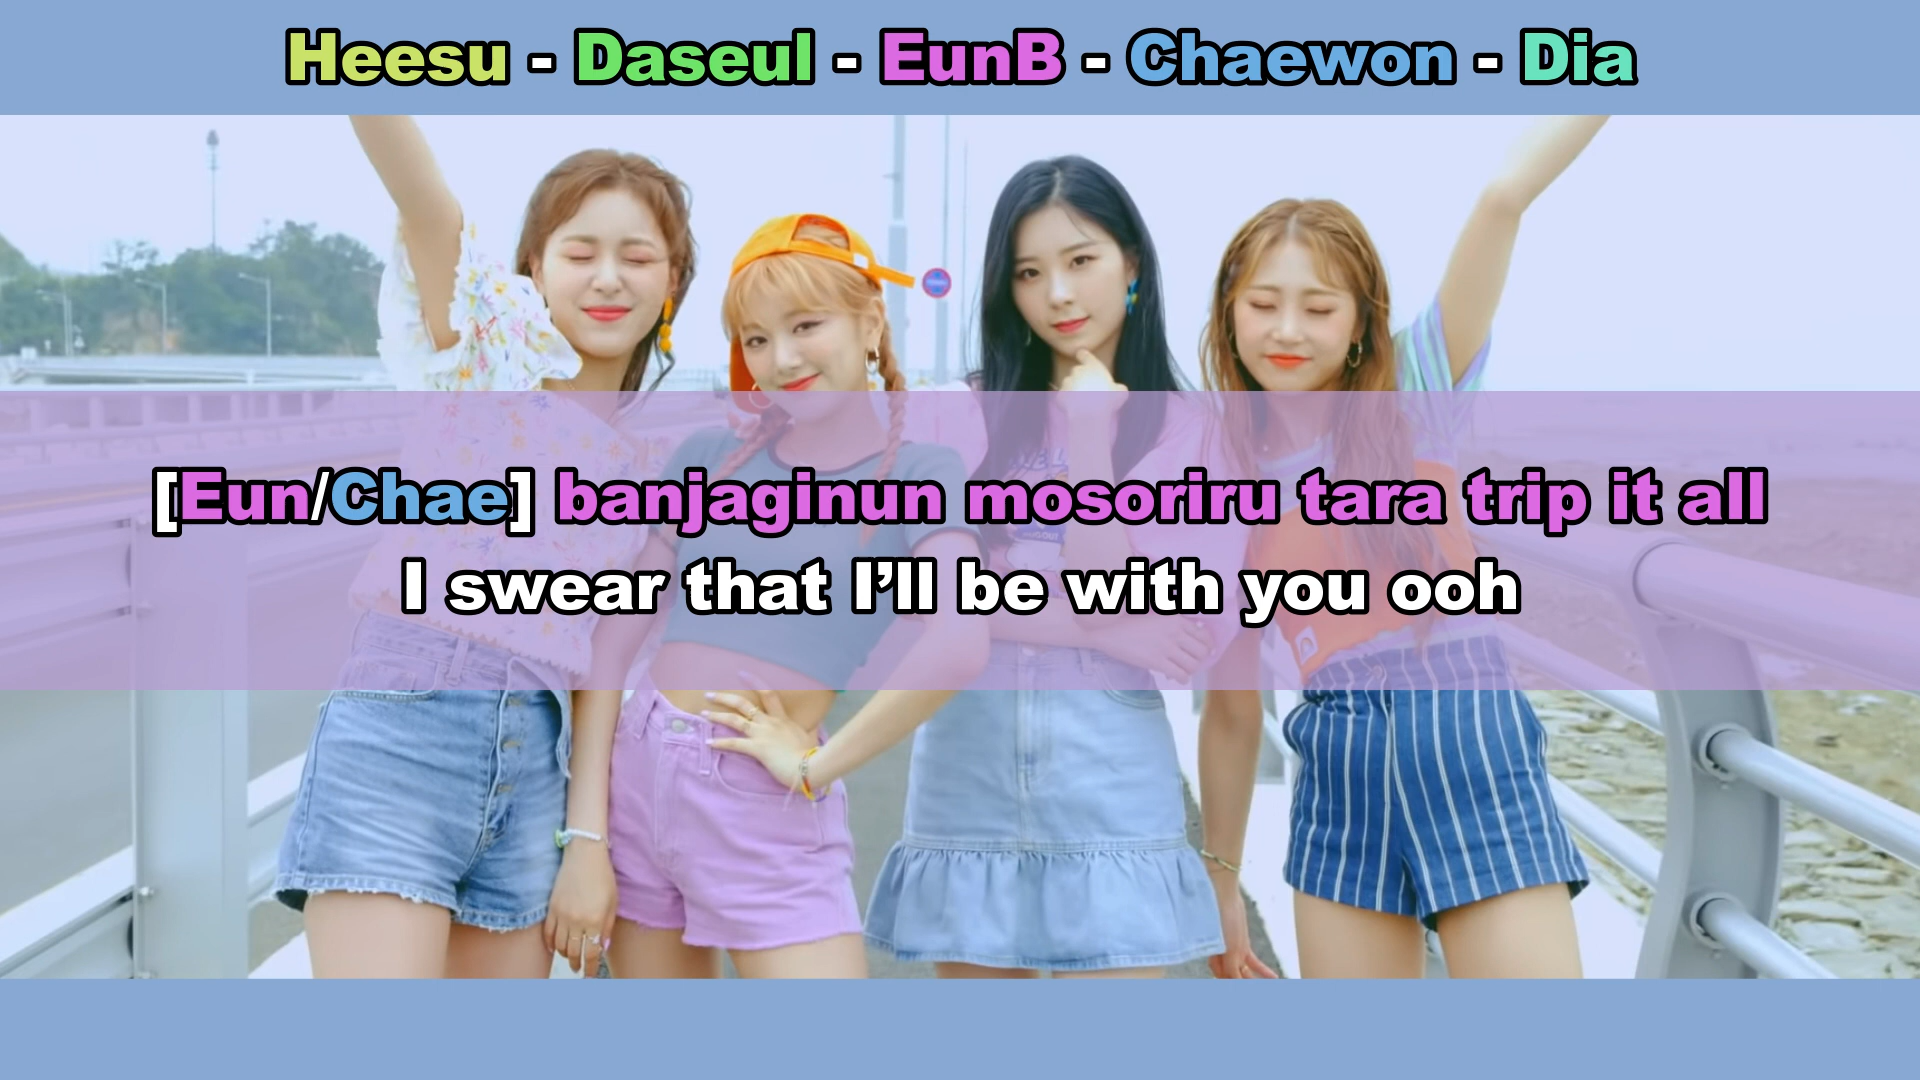 Heesu - Daseul - EunB - Chaewon - Dia
[Eun/Chae] banjaginun mosoriru tara trip it all
I swear that I’ll be with you ooh